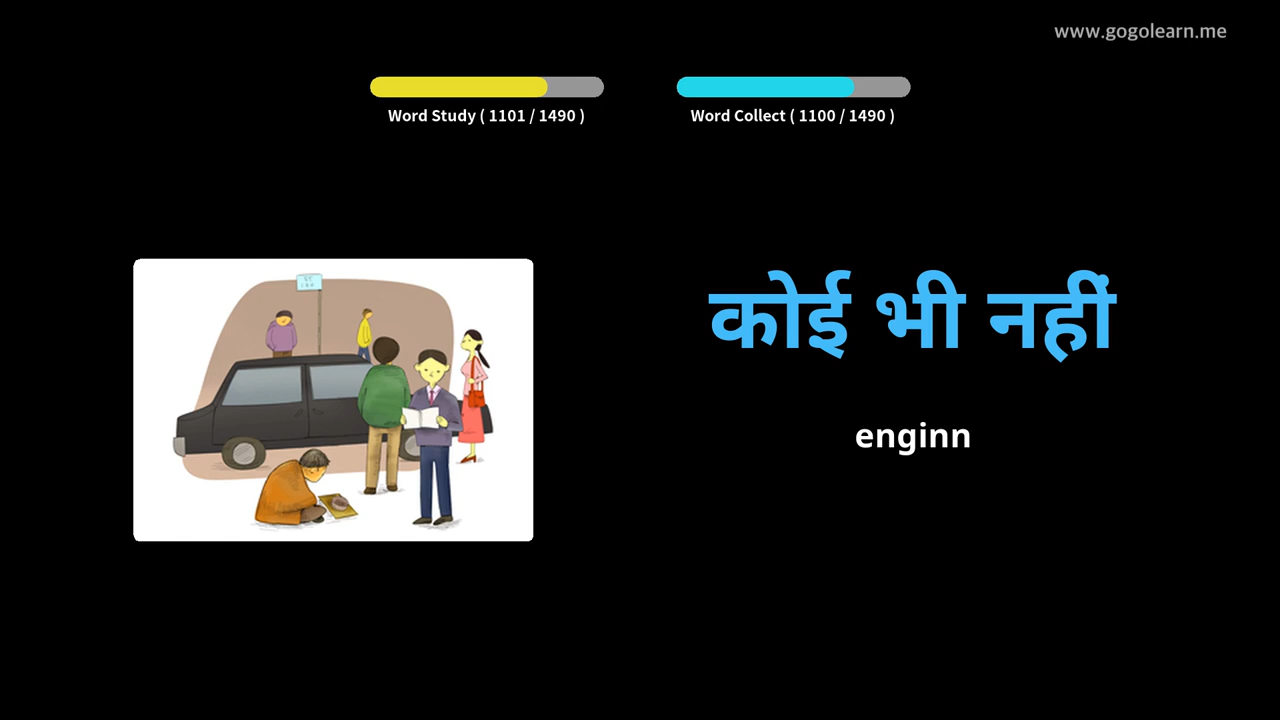 www.gogolearn.me
Word Study ( 1101 / 1490 )
Word Collect ( 1100 / 1490 )
कोई भी नहीं
enginn